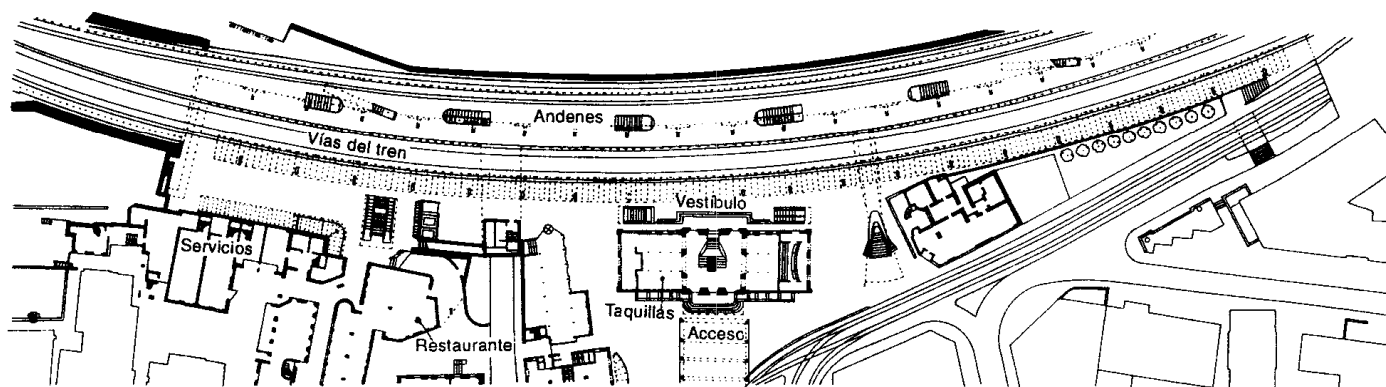 Andenes
Vías del tren
Vestíbulo
Servicios
Taquillas
Acceso
Restaurante